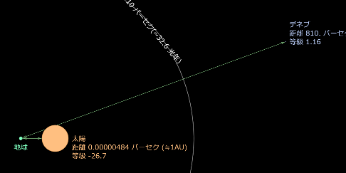 10 パーセク(=32.6 光年)
デネブ
距離 810. パーセク
等級 1.16
地球
太陽
距離 0.00000484 パーセク (≒1AU)
等級 -26.7